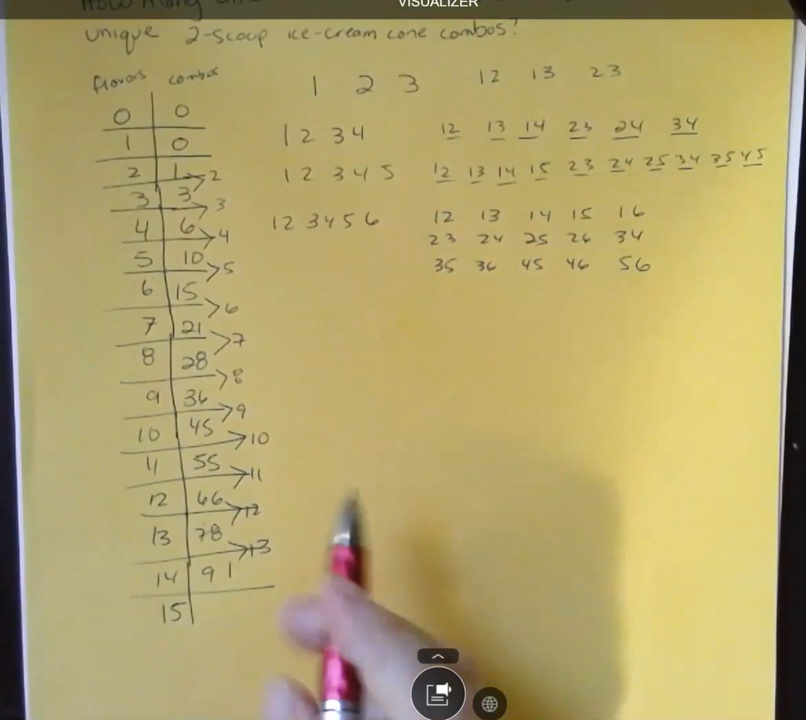 VISUALIZER
How many
unique 2-scoop ice-cream cone combos?
flavors combos
1 2 3 12 13 23
0 0
1 0
1 2 3 4 12 13 14 23 24 34
2 1 2
1 2 3 4 5 12 13 14 15 23 24 25 34 35 45
3 3 3
1 2 3 4 5 6 12 13 14 15 16
4 6 4
23 24 25 26 34
5 10 5
35 36 45 46 56
6 15 6
7 21 7
8 28 8
9 36 9
10 45 10
11 55 11
12 66 12
13 78 13
14 91
15